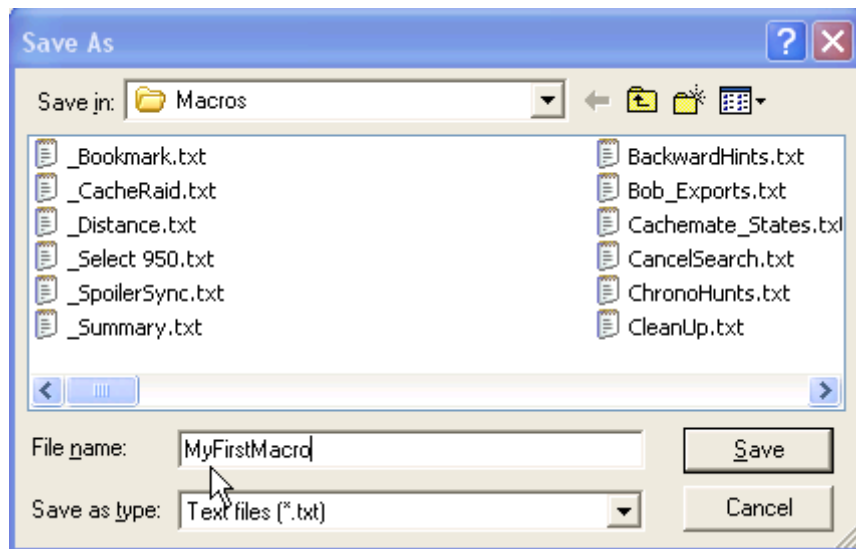 Save As
Save in: Macros
_Bookmark.txt
_CacheRaid.txt
_Distance.txt
_Select 950.txt
_SpoilerSync.txt
_Summary.txt
BackwardHints.txt
Bob_Exports.txt
Cachemate_States.txt
CancelSearch.txt
ChronoHunts.txt
CleanUp.txt
File name: MyFirstMacro
Save
Save as type: Text files (*.txt)
Cancel